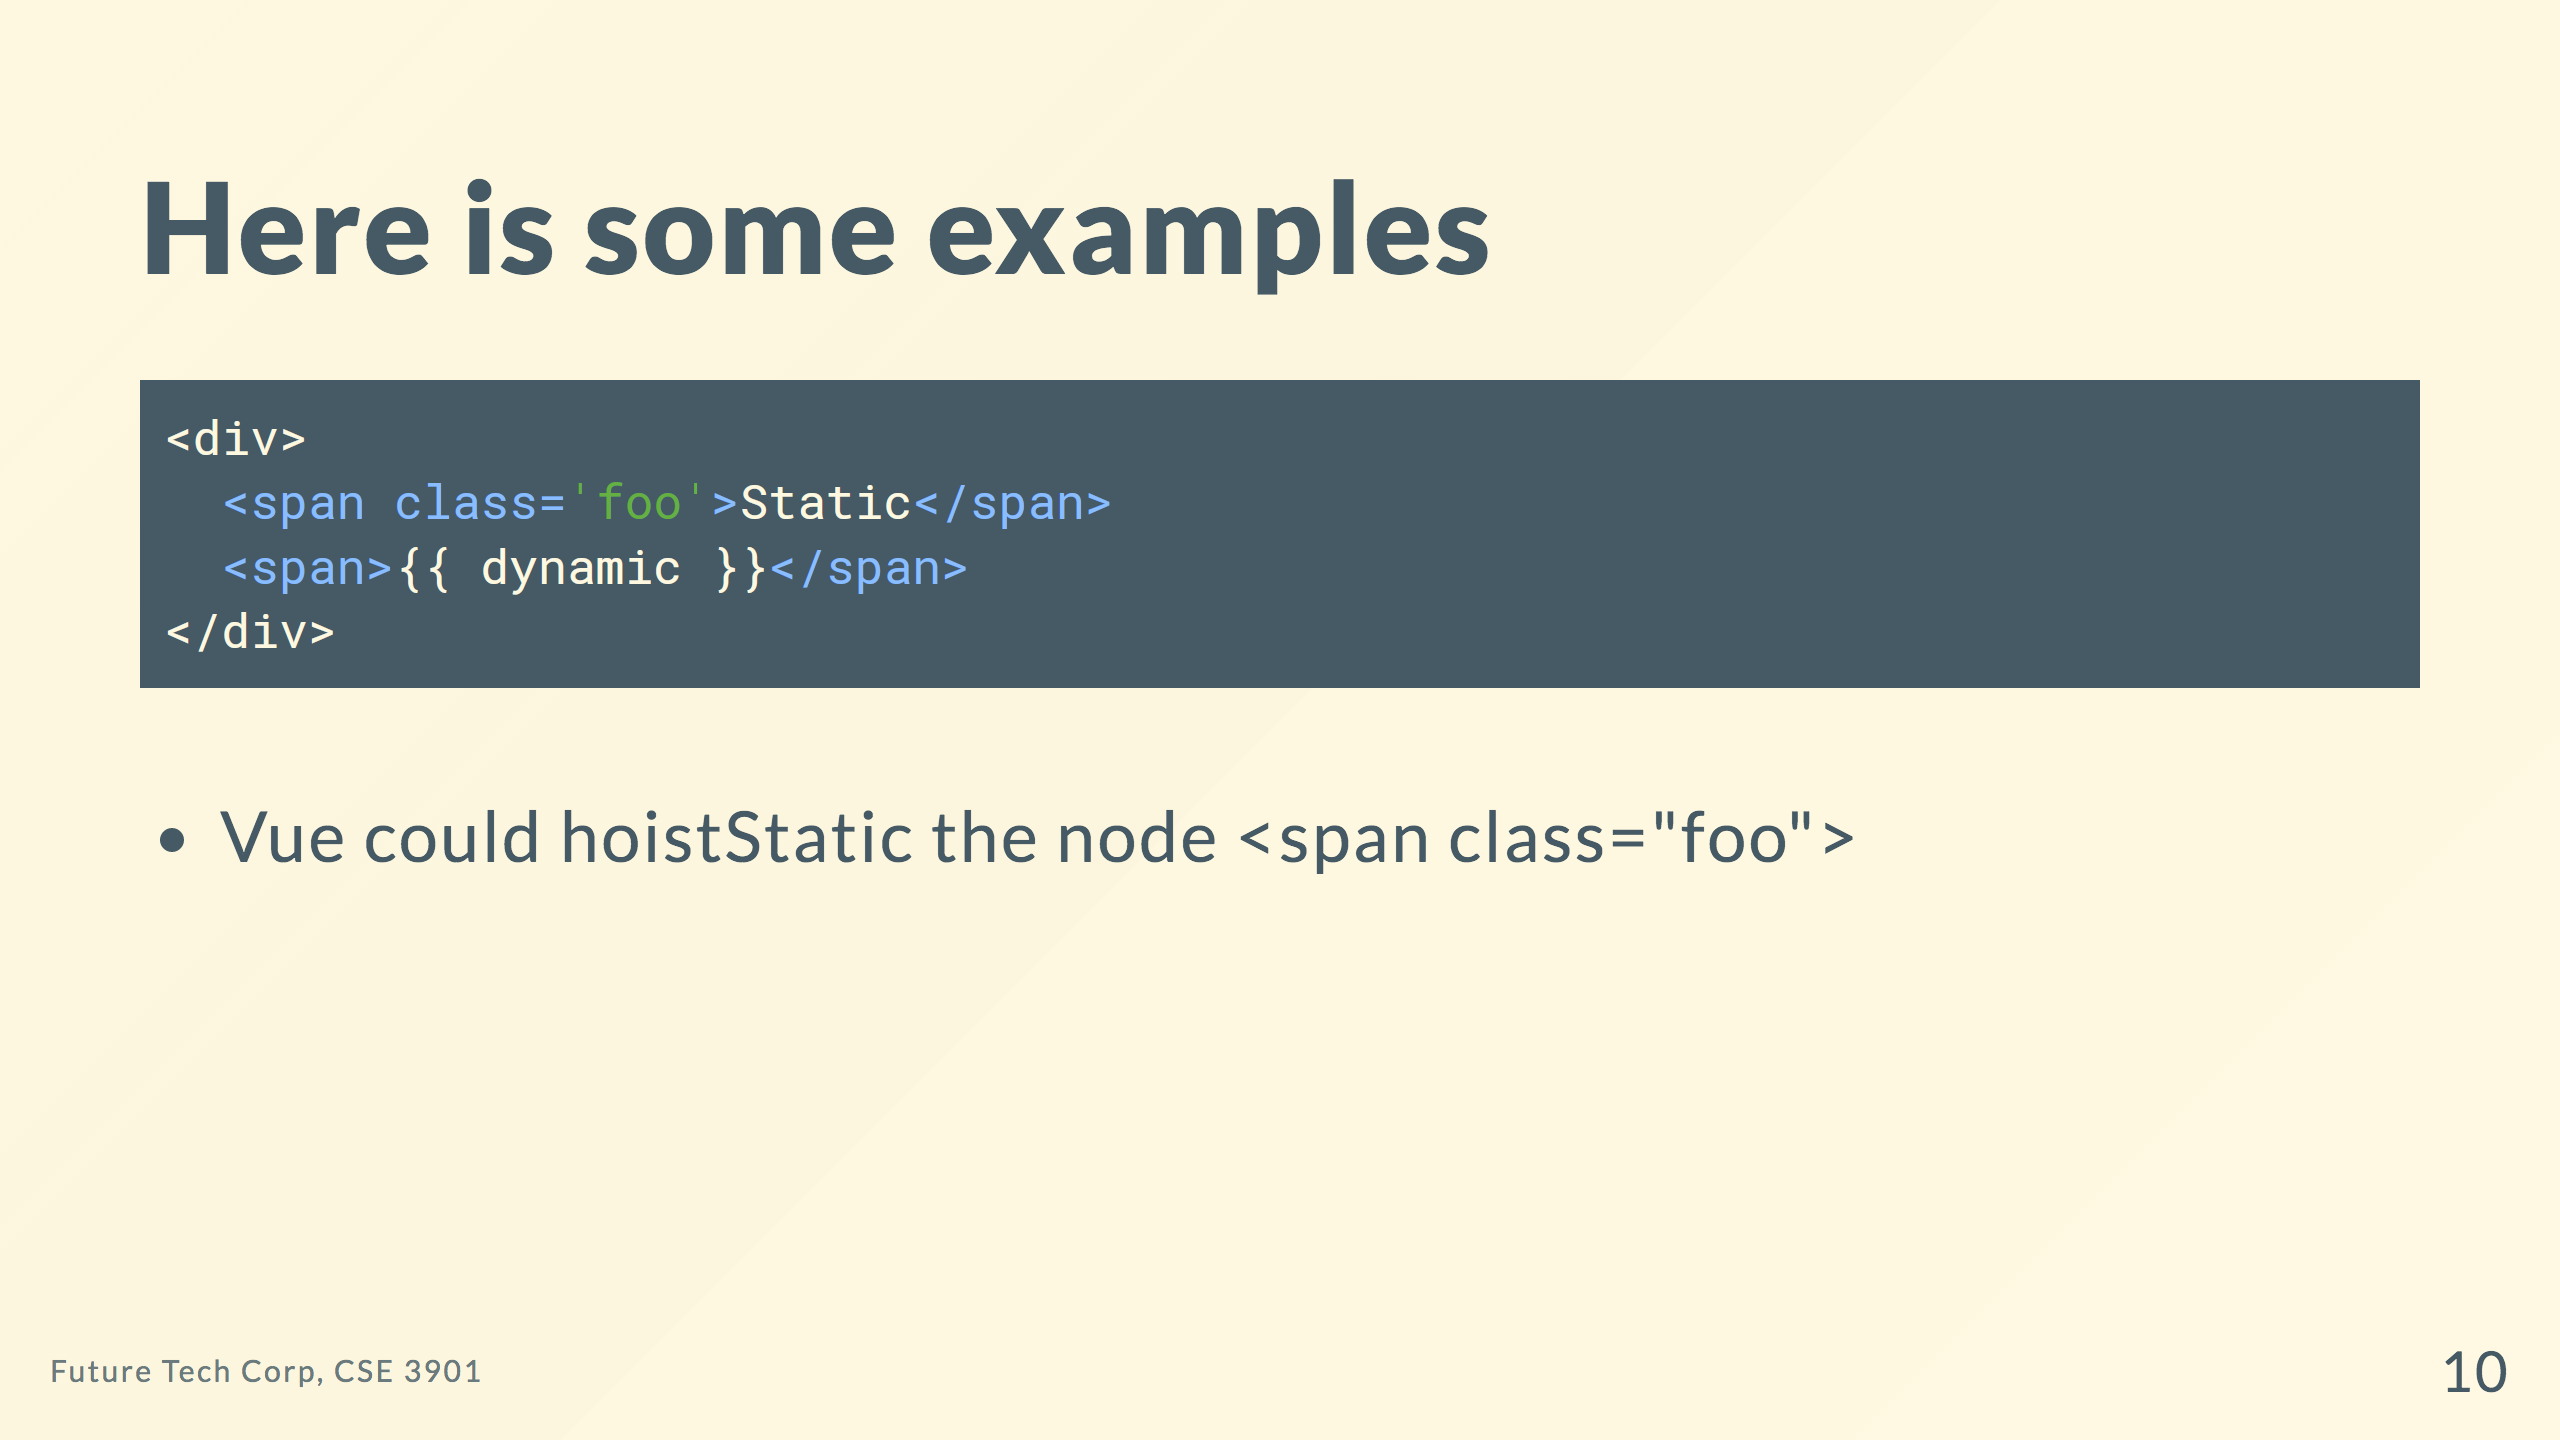 Here is some examples
<div>
  <span class='foo'>Static</span>
  <span>{{ dynamic }}</span>
</div>
• Vue could hoistStatic the node <span class="foo">
Future Tech Corp, CSE 3901
10